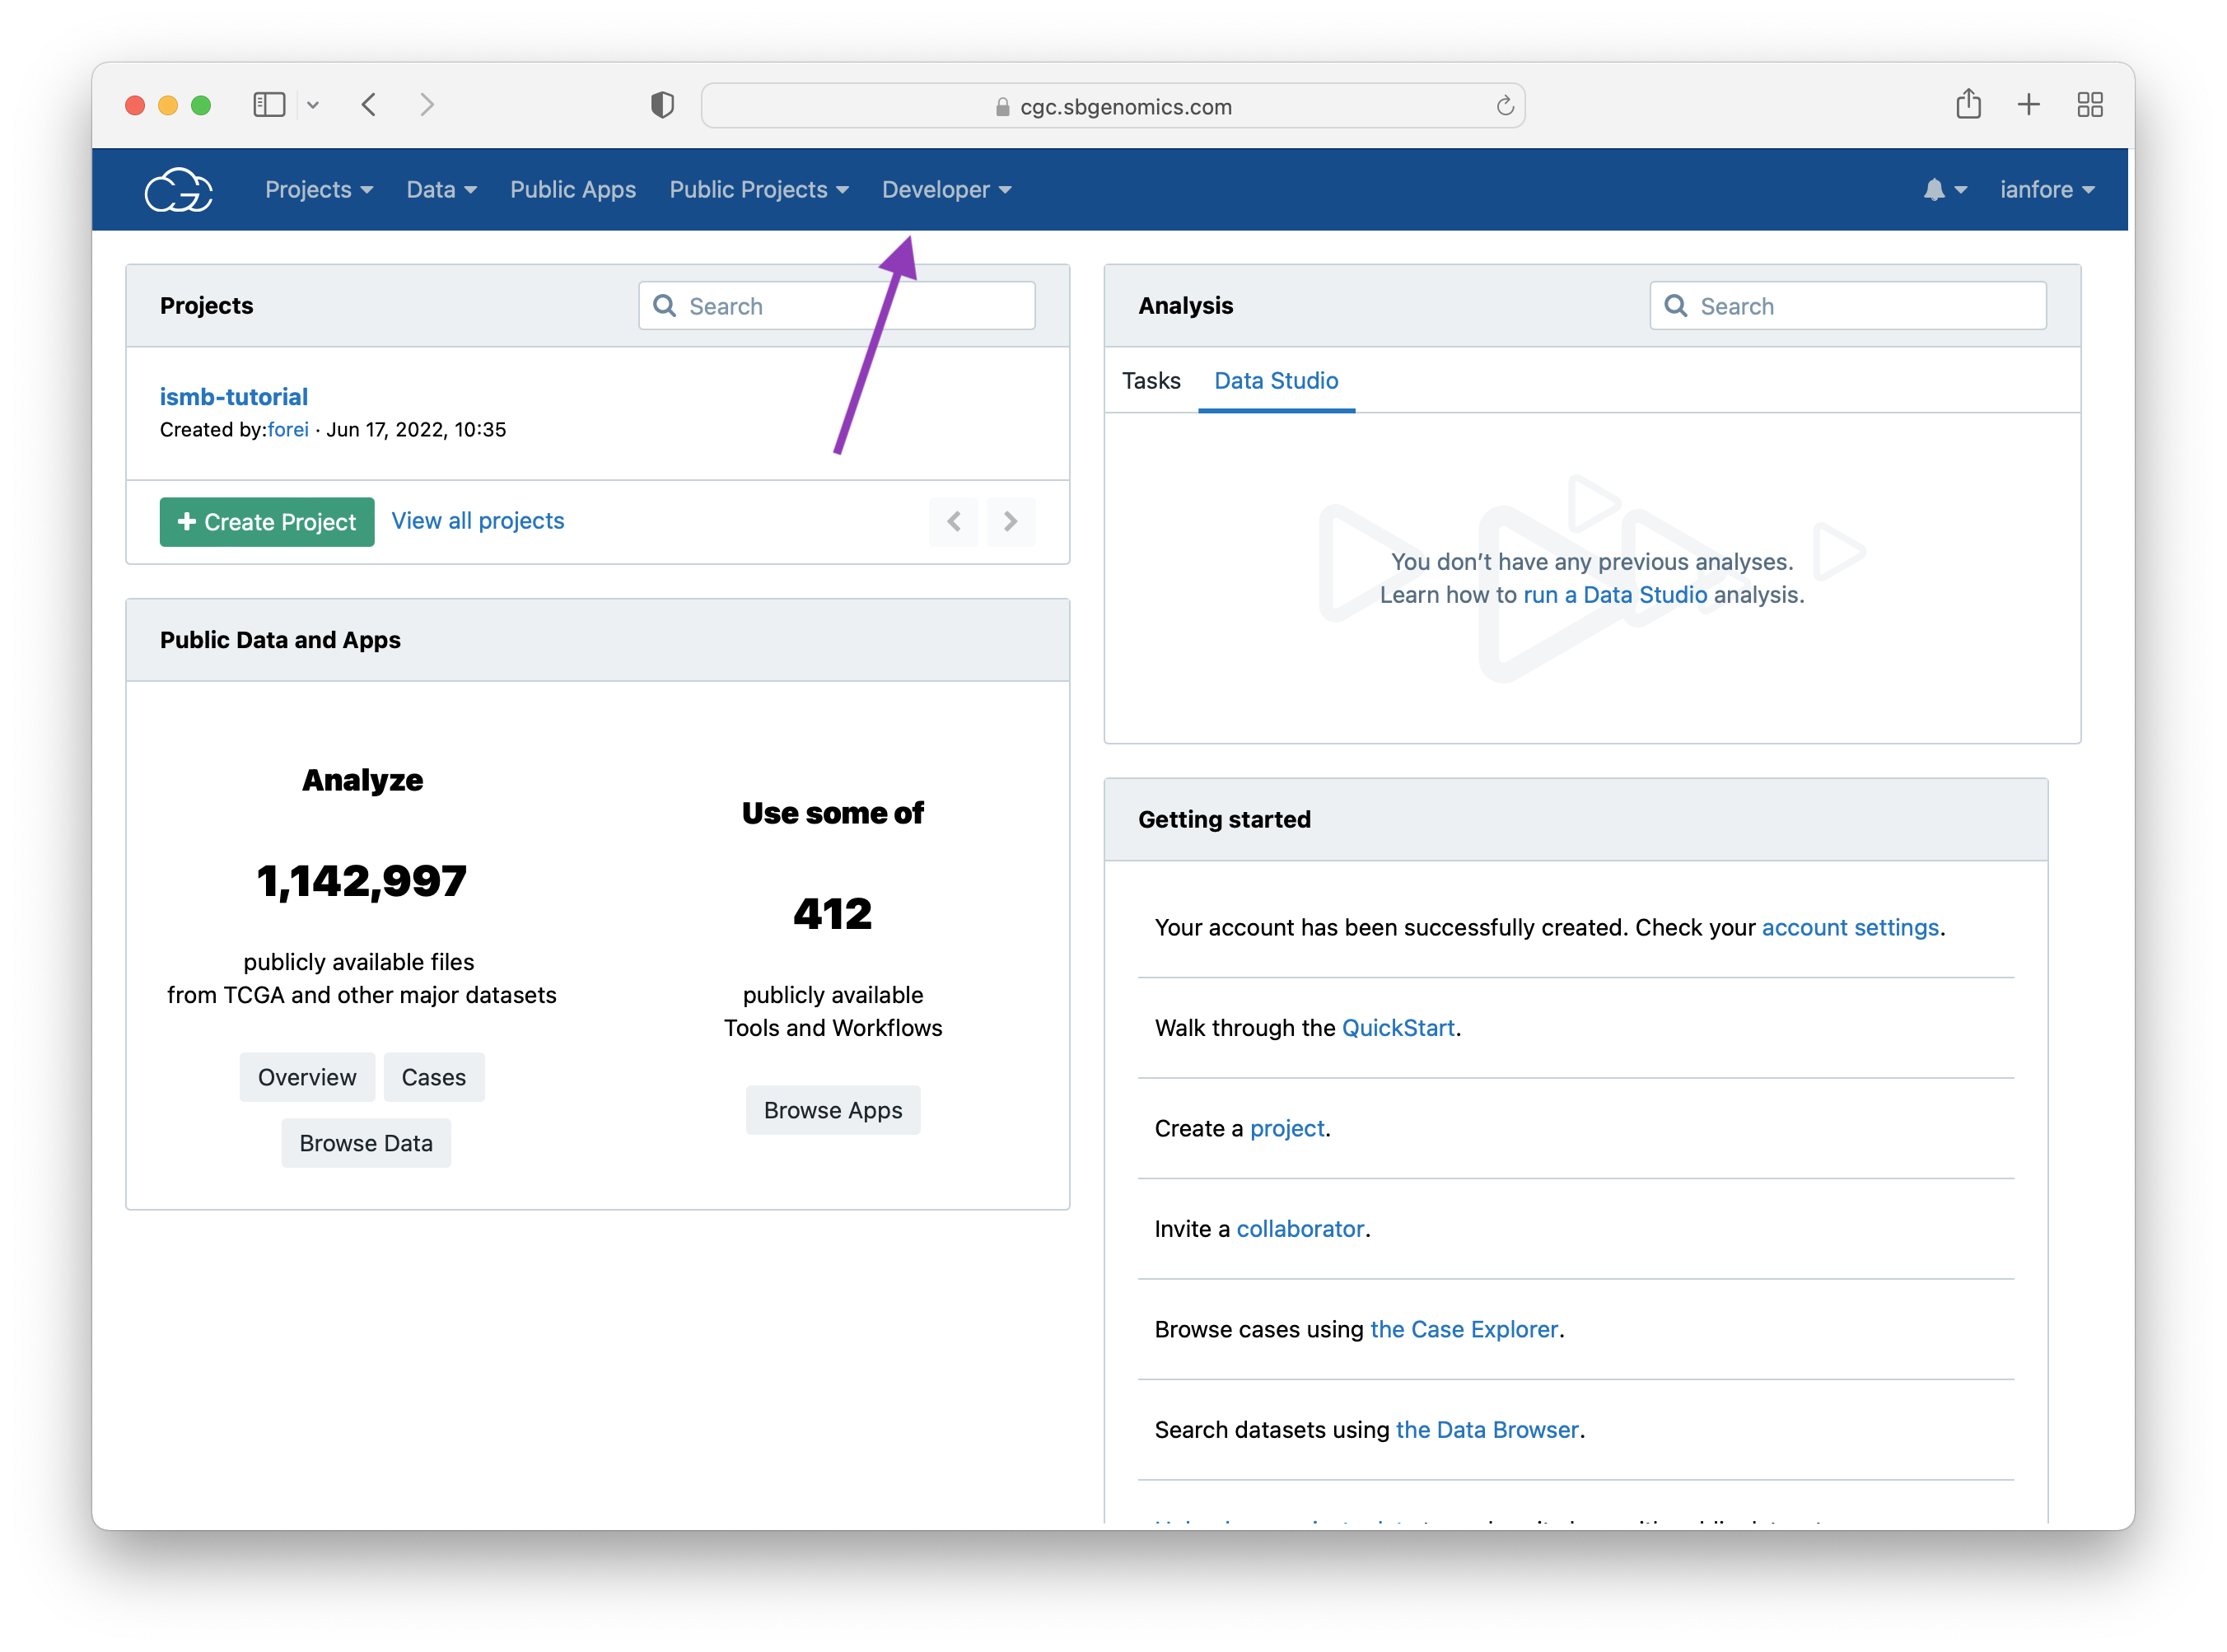 cgc.sbgenomics.com
CGC Projects Data Public Apps Public Projects Developer ianfore
Projects Search
ismb-tutorial
Created by:forei · Jun 17, 2022, 10:35
+ Create Project View all projects
Public Data and Apps
Analyze
1,142,997
publicly available files
from TCGA and other major datasets
Overview Cases
Browse Data
Use some of
412
publicly available
Tools and Workflows
Browse Apps
Analysis Search
Tasks Data Studio
You don’t have any previous analyses.
Learn how to run a Data Studio analysis.
Getting started
Your account has been successfully created. Check your account settings.
Walk through the QuickStart.
Create a project.
Invite a collaborator.
Browse cases using the Case Explorer.
Search datasets using the Data Browser.